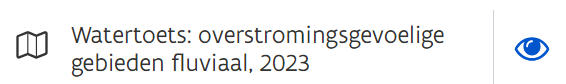 Watertoets: overstromingsgevoelige
gebieden fluviaal, 2023